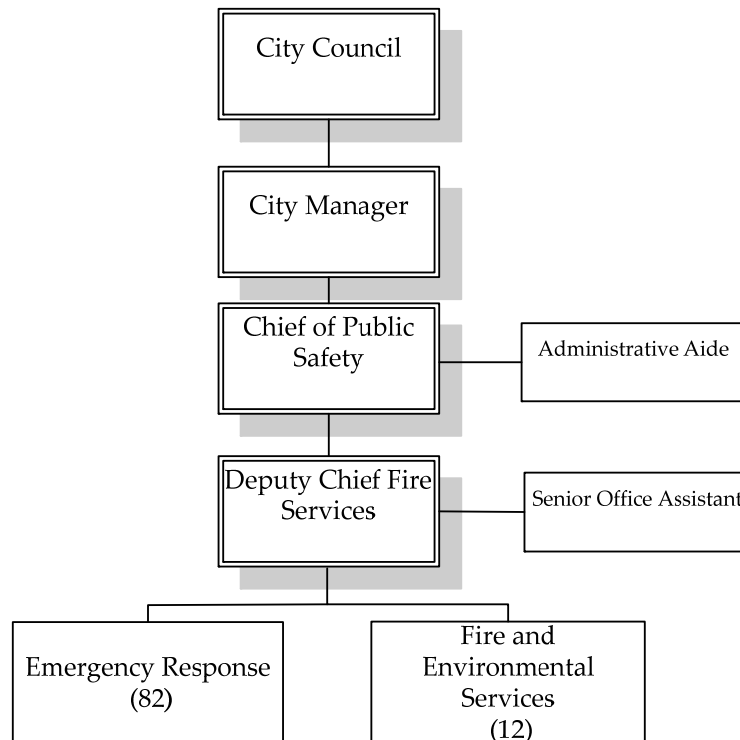 City Council
City Manager
Chief of Public
Safety
Administrative Aide
Deputy Chief Fire
Services
Senior Office Assistant
Emergency Response
(82)
Fire and
Environmental
Services
(12)